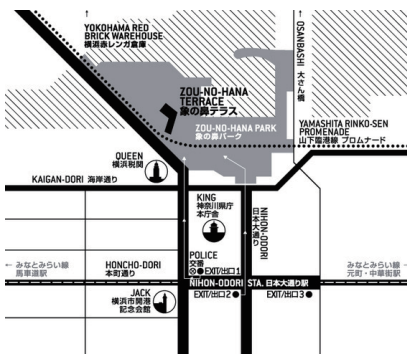 ↑
YOKOHAMA RED
BRICK WAREHOUSE
横浜赤レンガ倉庫
↑
OSANBASHI 大さん橋
ZOU-NO-HANA
TERRACE
象の鼻テラス
ZOU-NO-HANA PARK
象の鼻パーク
YAMASHITA RINKO-SEN
PROMENADE
山下臨港線 プロムナード
QUEEN
横浜税関
KAIGAN-DORI 海岸通り
KING
神奈川県庁
本庁舎
NIHON-ODORI
日本大通り
POLICE
交番
EXIT/出口1
← みなとみらい線
馬車道駅
HONCHO-DORI
本町通り
みなとみらい線 →
元町・中華街駅
NIHON-ODORI STA. 日本大通り駅
EXIT/出口2
EXIT/出口3
JACK
横浜市開港
記念会館